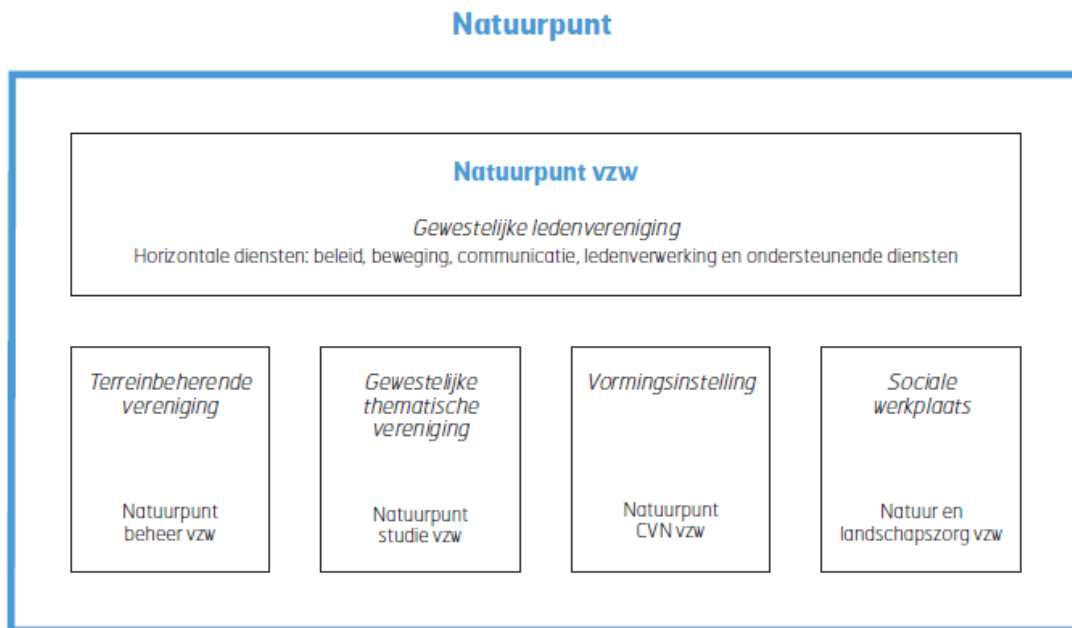 Natuurpunt
Natuurpunt vzw
Gewestelijke ledenvereniging
Horizontale diensten: beleid, beweging, communicatie, ledenverwerking en ondersteunende diensten
Terreinbeherende
vereniging
Natuurpunt
beheer vzw
Gewestelijke
thematische
vereniging
Natuurpunt
studie vzw
Vormingsinstelling
Natuurpunt
CVN vzw
Sociale
werkplaats
Natuur en
landschapszorg vzw